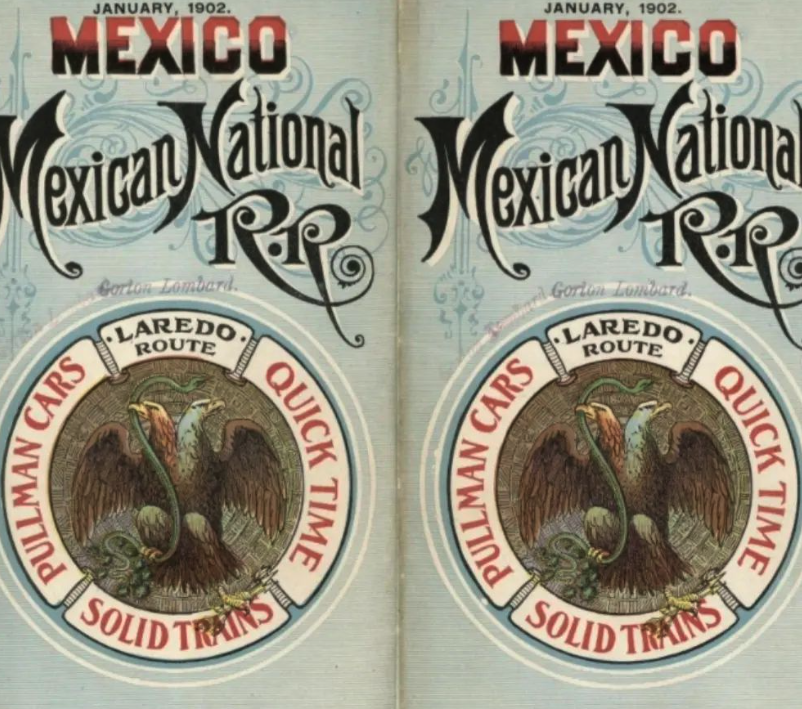 JANUARY, 1902.
MEXICO
Mexican National
R.R.
Gorton Lombard.
·LAREDO·
ROUTE
PULLMAN CARS
QUICK TIME
SOLID TRAINS
JANUARY, 1902.
MEXICO
Mexican National
R.R.
Gorton Lombard.
·LAREDO·
ROUTE
PULLMAN CARS
QUICK TIME
SOLID TRAINS